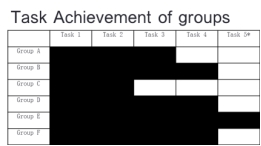 Task Achievement of groups
Task 1 Task 2 Task 3 Task 4 Task 5*
Group A
Group B
Group C
Group D
Group E
Group F